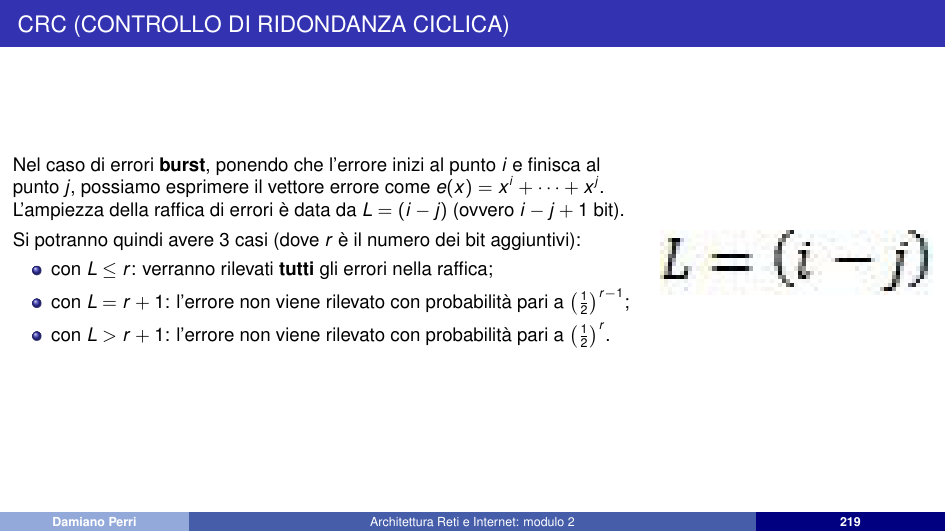 CRC (CONTROLLO DI RIDONDANZA CICLICA)
Nel caso di errori burst, ponendo che l'errore inizi al punto i e finisca al
punto j, possiamo esprimere il vettore errore come e(x) = x^i + ··· + x^j.
L'ampiezza della raffica di errori è data da L = (i − j) (ovvero i − j + 1 bit).
Si potranno quindi avere 3 casi (dove r è il numero dei bit aggiuntivi):
con L ≤ r: verranno rilevati tutti gli errori nella raffica;
con L = r + 1: l'errore non viene rilevato con probabilità pari a (1/2)^{r−1};
con L > r + 1: l'errore non viene rilevato con probabilità pari a (1/2)^r.
L = (i − j)
Damiano Perri
Architettura Reti e Internet: modulo 2
219